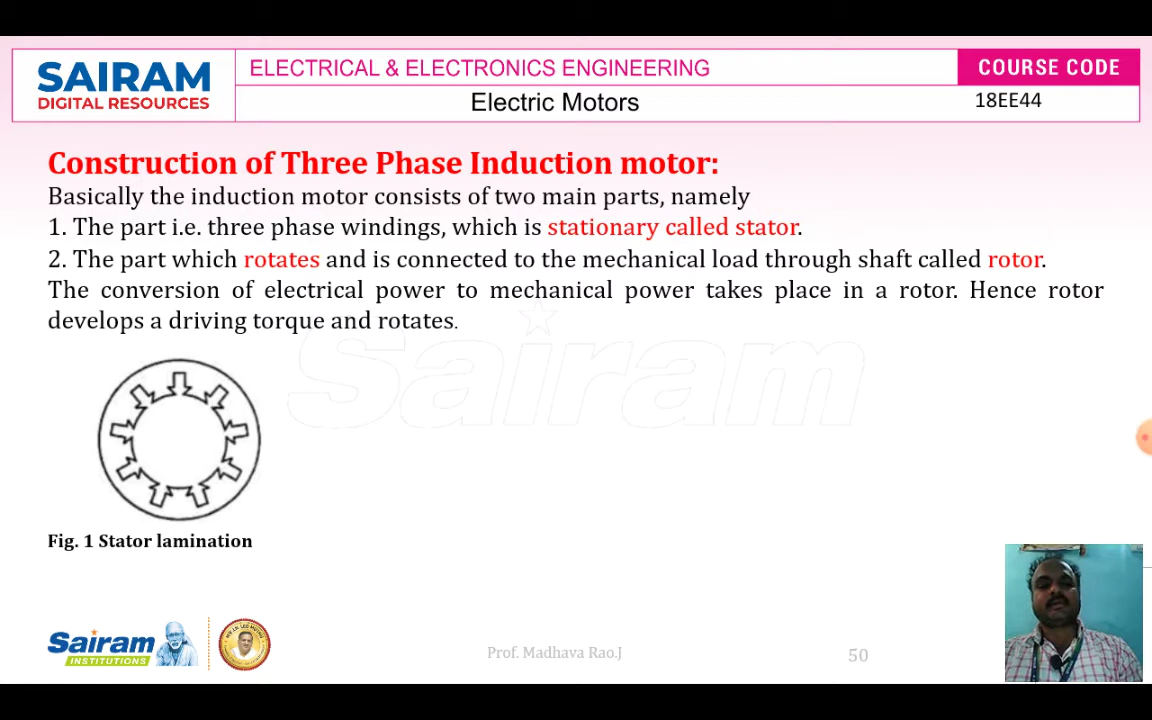 SAIRAM
DIGITAL RESOURCES
ELECTRICAL & ELECTRONICS ENGINEERING
COURSE CODE
Electric Motors
18EE44
Construction of Three Phase Induction motor:
Basically the induction motor consists of two main parts, namely
1. The part i.e. three phase windings, which is stationary called stator.
2. The part which rotates and is connected to the mechanical load through shaft called rotor.
The conversion of electrical power to mechanical power takes place in a rotor. Hence rotor
develops a driving torque and rotates.
Sairam
Fig. 1 Stator lamination
Sairam
INSTITUTIONS
Prof. Madhava Rao.J
50